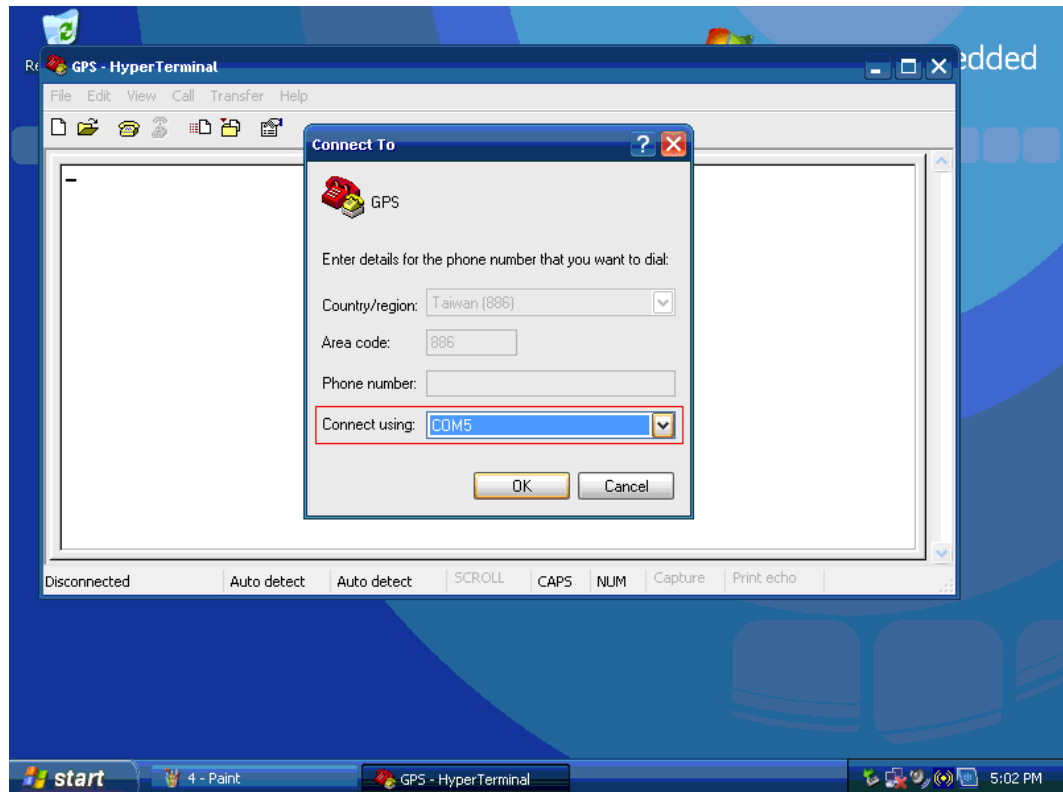 Re
edded
GPS - HyperTerminal
File Edit View Call Transfer Help
Connect To
GPS
Enter details for the phone number that you want to dial:
Country/region: Taiwan (886)
Area code: 886
Phone number:
Connect using: COM5
OK Cancel
Disconnected Auto detect Auto detect SCROLL CAPS NUM Capture Print echo
start 4 - Paint GPS - HyperTerminal 5:02 PM